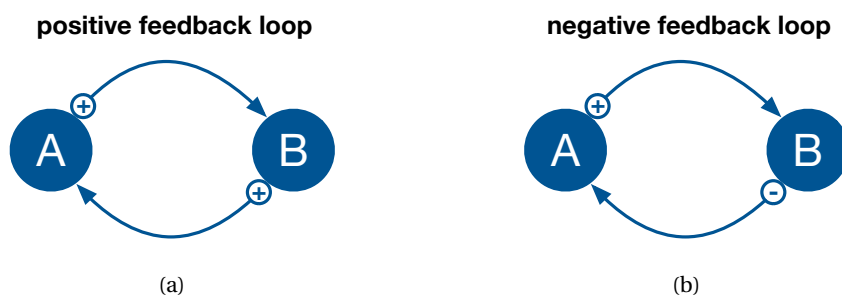 positive feedback loop
negative feedback loop
+
+
A
B
A
B
+
-
(a)
(b)